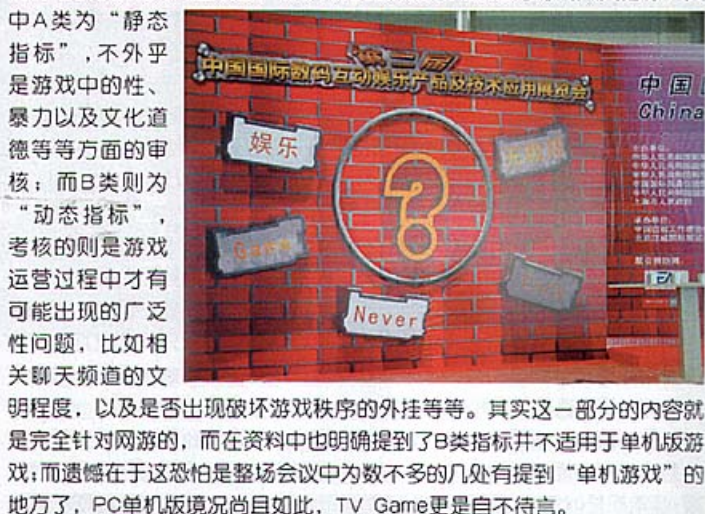 中A类为“静态
指标”,不外乎
是游戏中的性、
暴力以及文化道
德等等方面的审
核；而B类则为
“动态指标”，
考核的则是游戏
运营过程中才有
可能出现的广泛
性问题，比如相
关聊天频道的文
第二届
中国国际数码互动娱乐产品及技术应用展览会
娱乐
无极限
Game
Never
中国
China
明程度，以及是否出现破坏游戏秩序的外挂等等。其实这一部分的内容就
是完全针对网游的，而在资料中也明确提到了B类指标并不适用于单机版游
戏；而遗憾在于这恐怕是整场会议中为数不多的几处有提到“单机游戏”的
地方了，PC单机版境况尚且如此，TV Game更是自不待言。